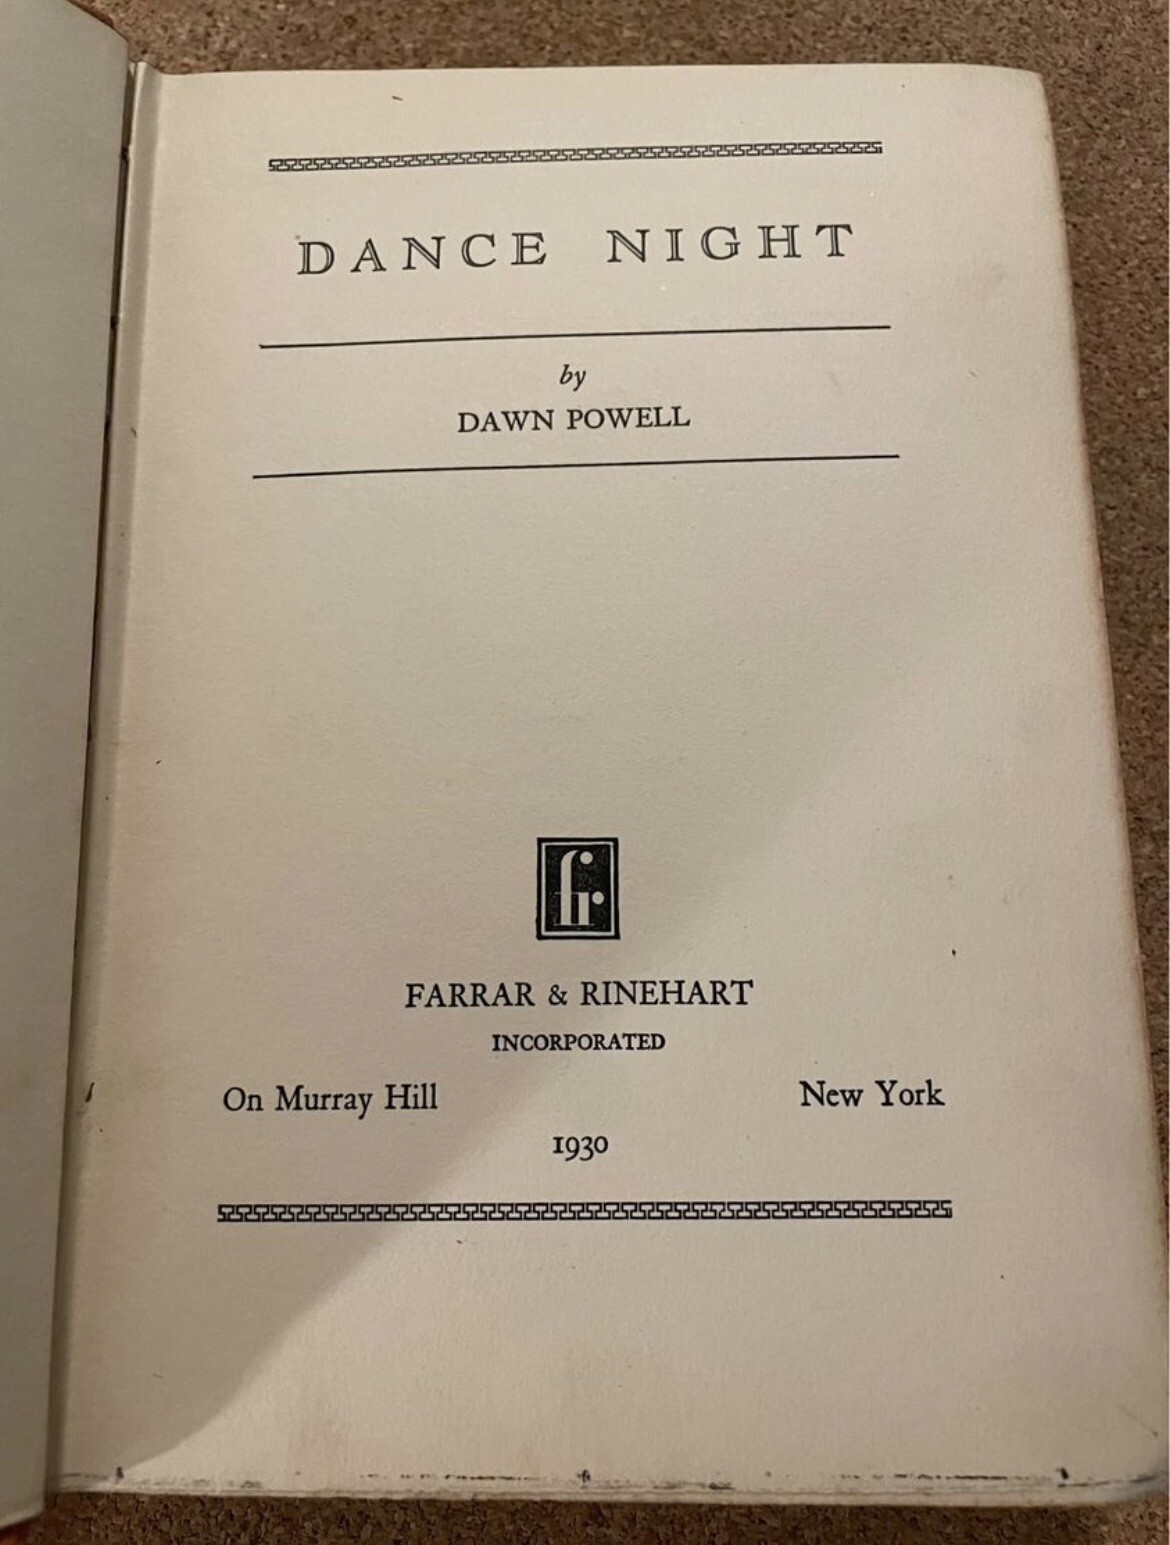 DANCE NIGHT
by
DAWN POWELL
fr
FARRAR & RINEHART
INCORPORATED
On Murray Hill New York
1930